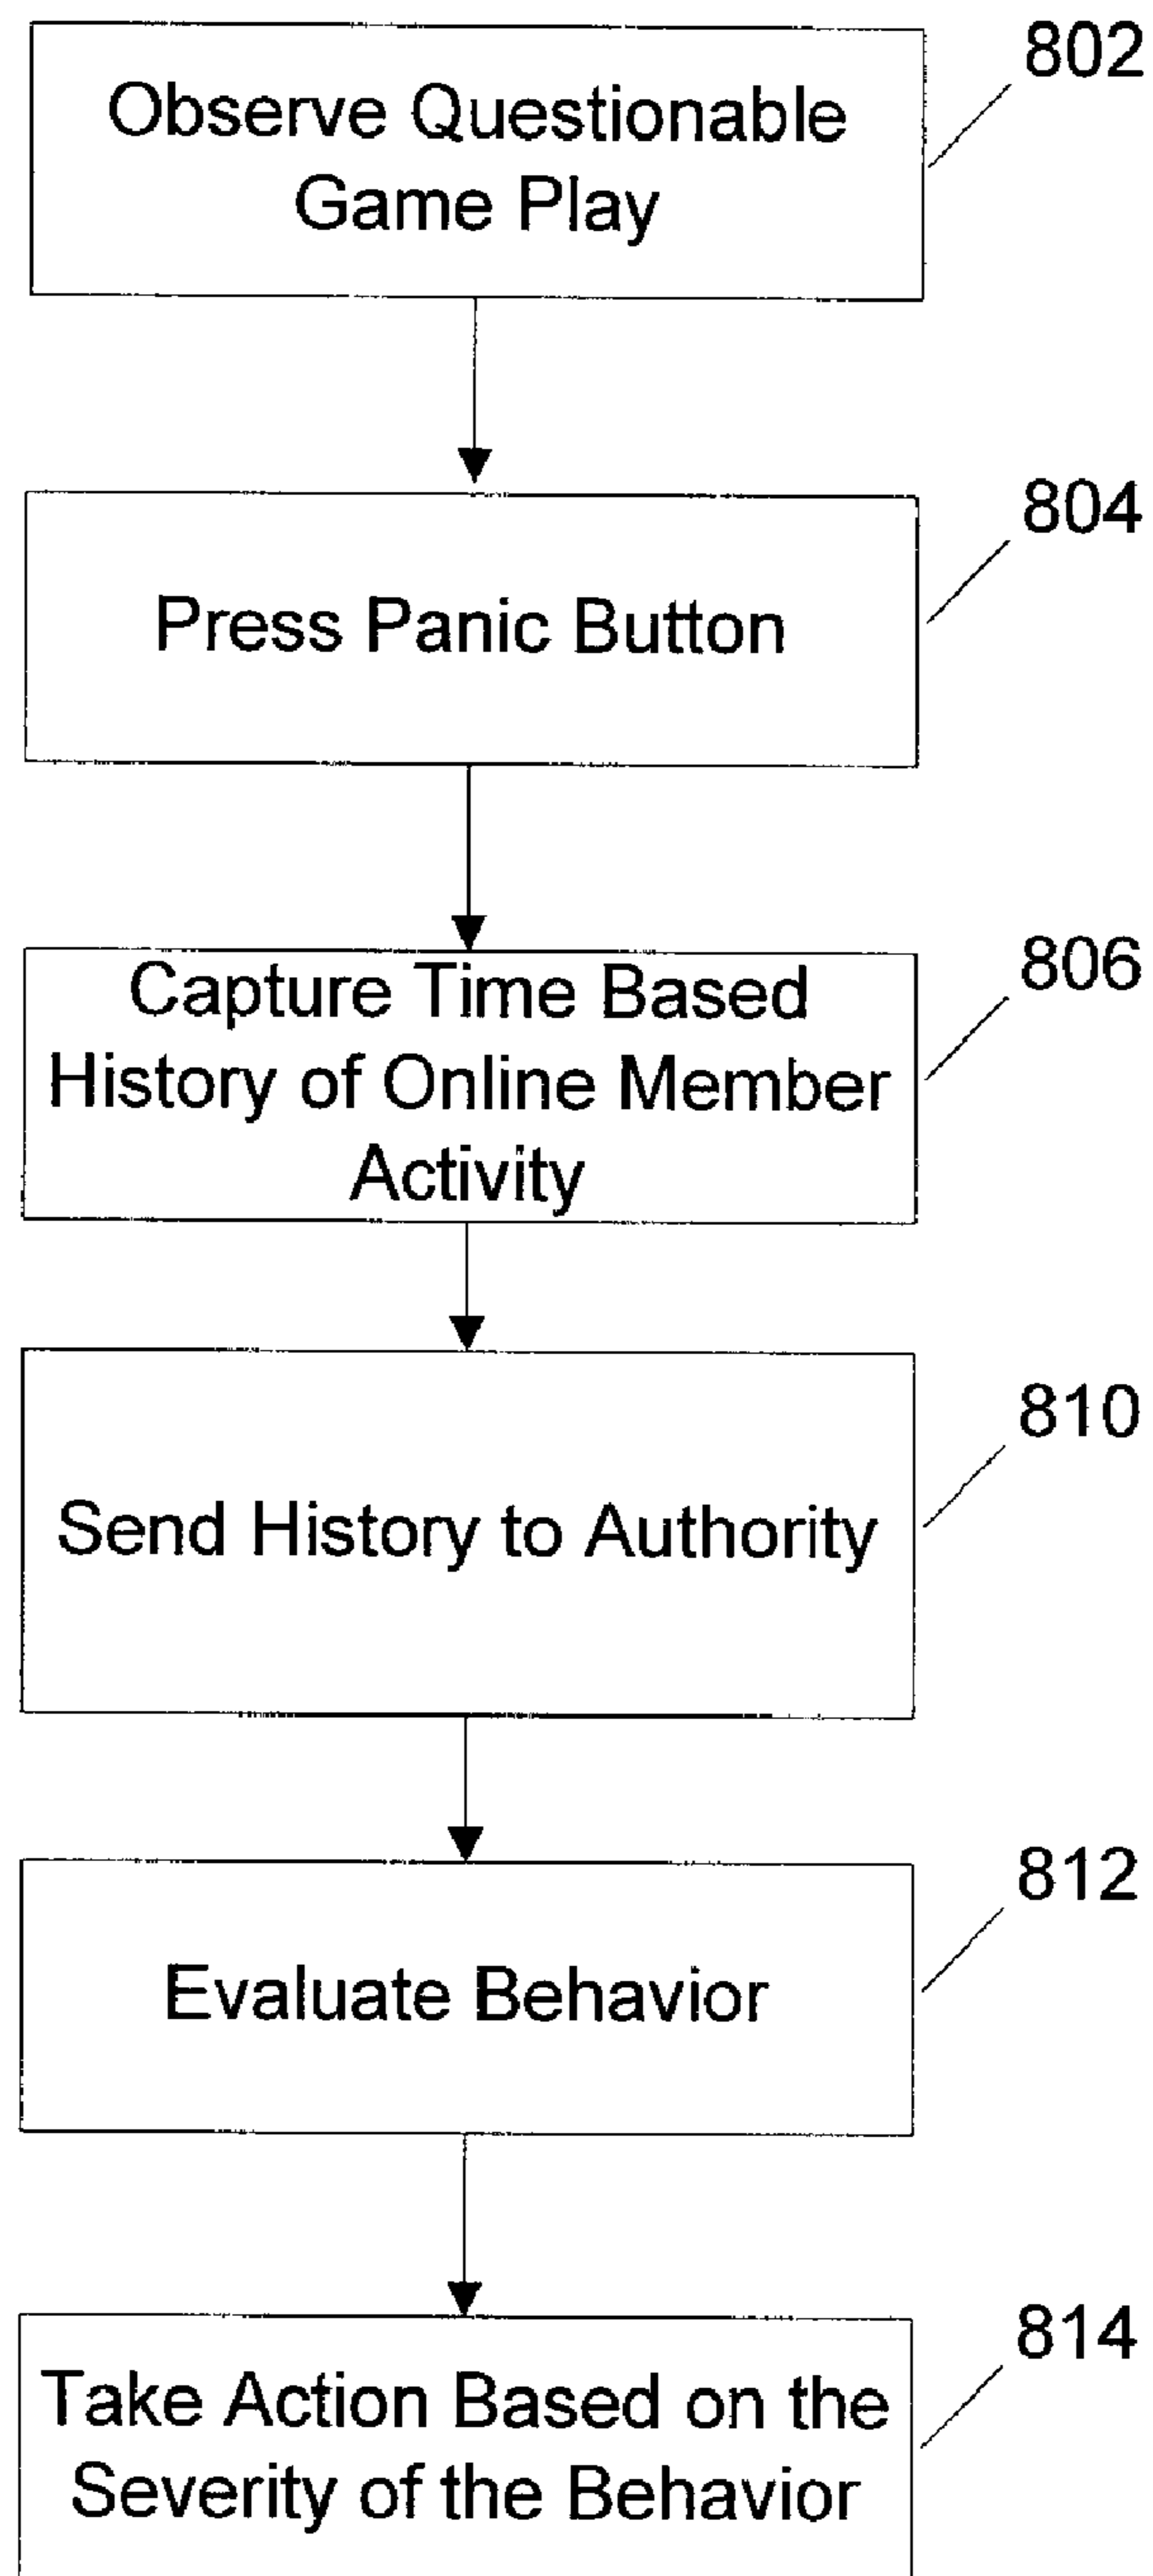 802
Observe Questionable
Game Play
804
Press Panic Button
806
Capture Time Based
History of Online Member
Activity
810
Send History to Authority
812
Evaluate Behavior
814
Take Action Based on the
Severity of the Behavior